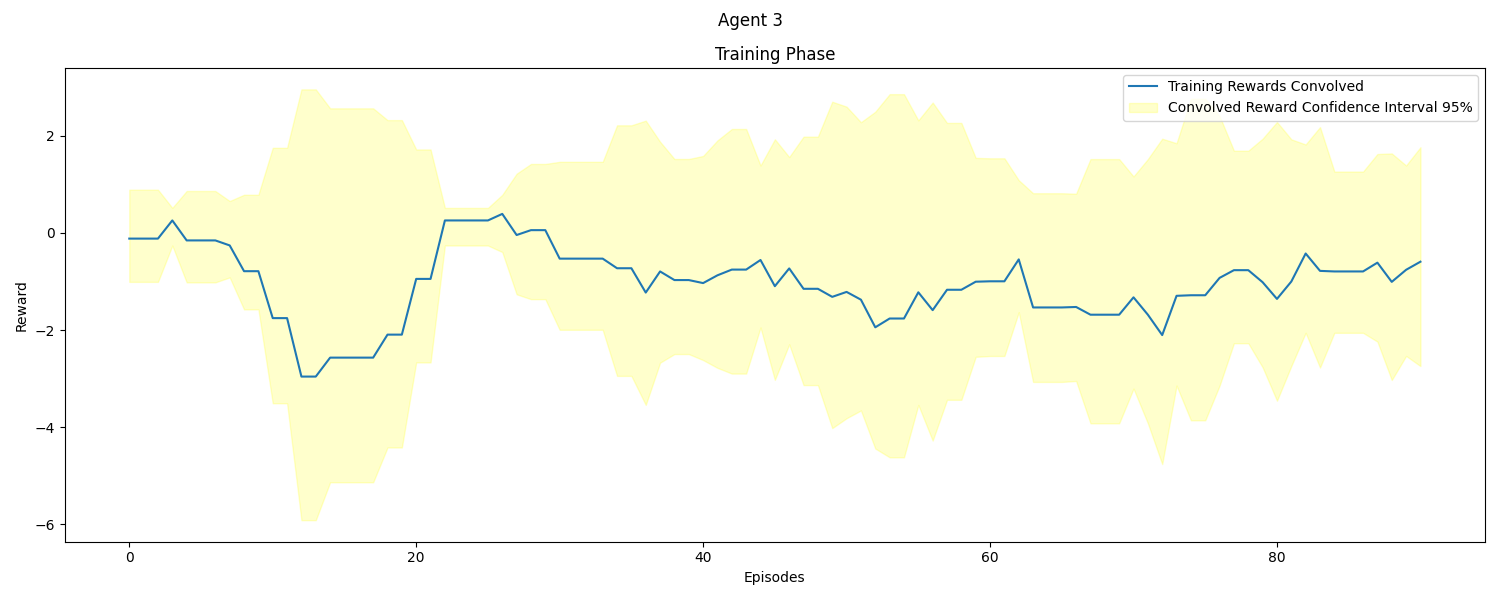 Agent 3
Training Phase
Training Rewards Convolved
Convolved Reward Confidence Interval 95%
Reward
2
0
−2
−4
−6
0 20 40 60 80
Episodes